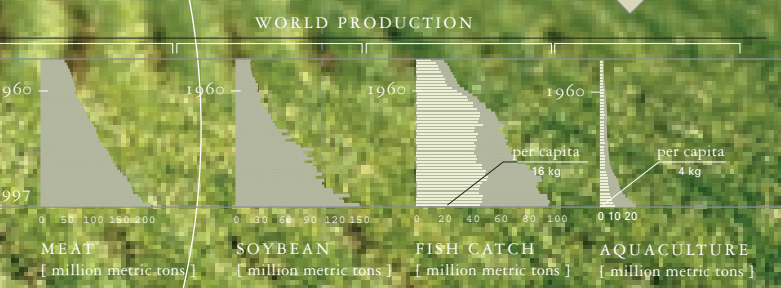 WORLD PRODUCTION
960
1960
1960
1960
per capita
16 kg
per capita
4 kg
997
0 50 100 150 200
0 30 60 90 120 150
0 20 40 60 80 100
0 10 20
MEAT
[ million metric tons ]
SOYBEAN
[ million metric tons ]
FISH CATCH
[ million metric tons ]
AQUACULTURE
[ million metric tons ]